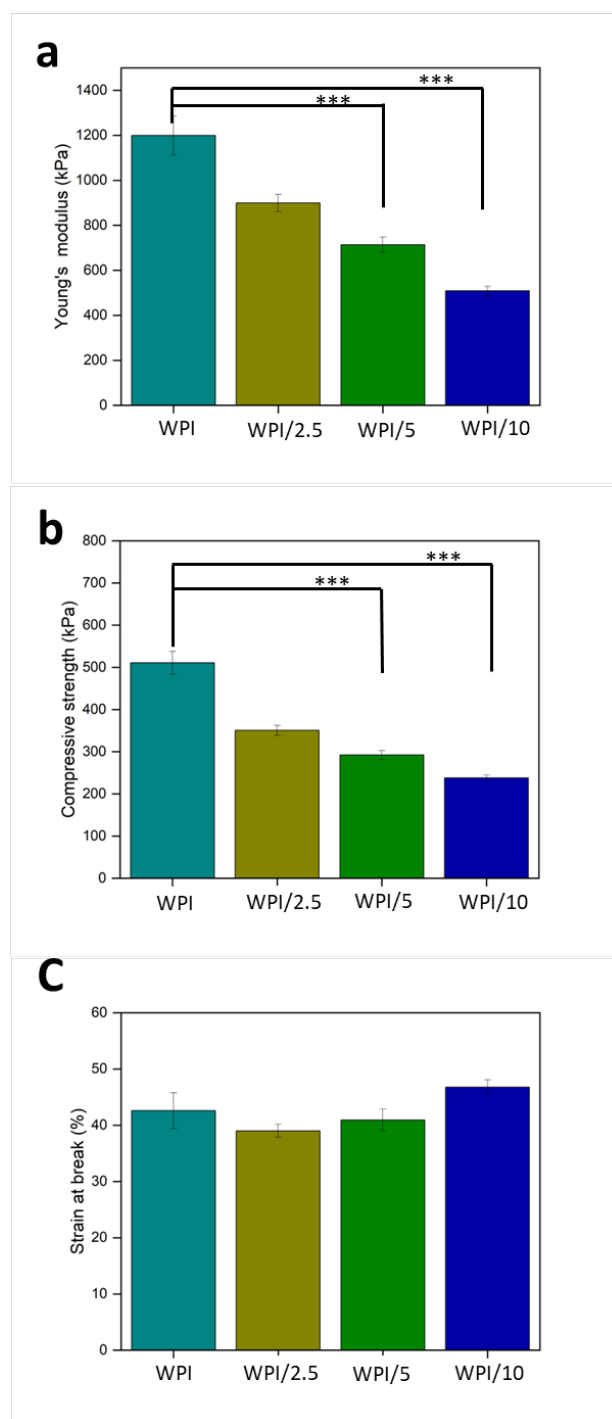 a
***
***
1400
1200
1000
800
600
400
200
0
Young's modulus (kPa)
WPI
WPI/2.5
WPI/5
WPI/10
b
***
***
800
700
600
500
400
300
200
100
0
Compressive strength (kPa)
WPI
WPI/2.5
WPI/5
WPI/10
C
60
50
40
30
20
10
0
Strain at break (%)
WPI
WPI/2.5
WPI/5
WPI/10